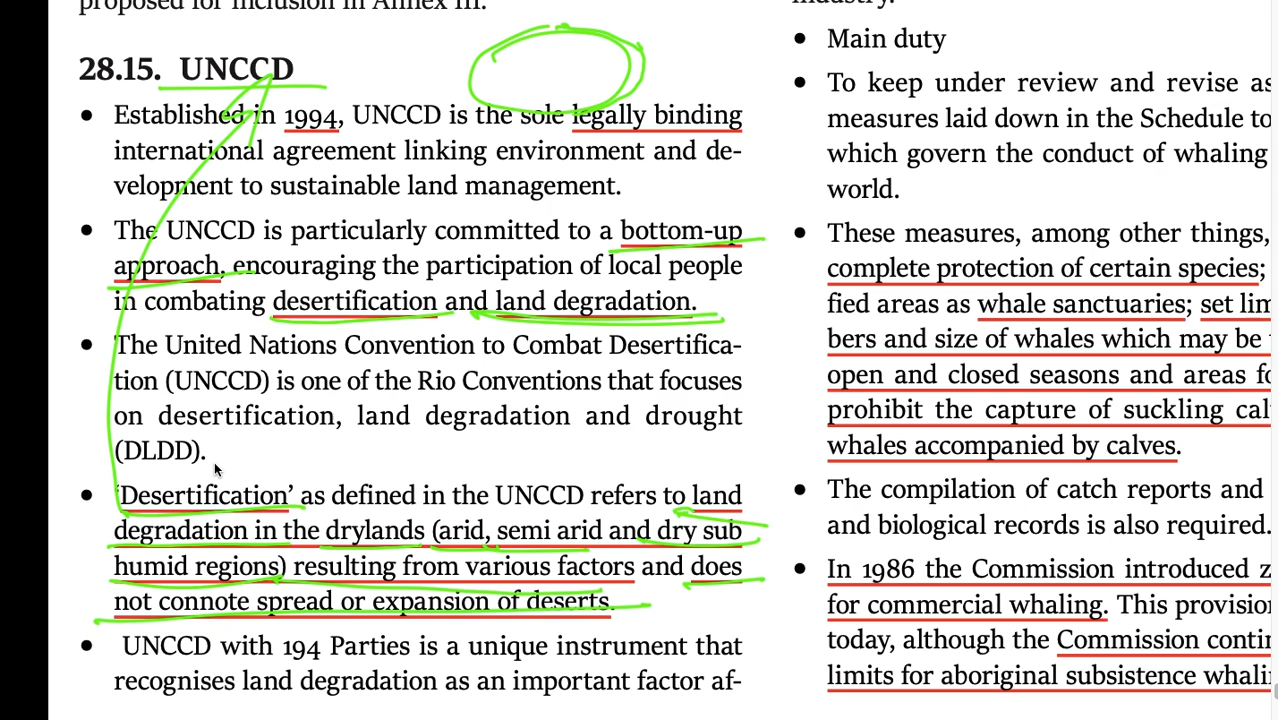 proposed for inclusion in Annex III.
28.15. UNCCD
• Established in 1994, UNCCD is the sole legally binding
international agreement linking environment and de-
velopment to sustainable land management.
• The UNCCD is particularly committed to a bottom-up
approach, encouraging the participation of local people
in combating desertification and land degradation.
• The United Nations Convention to Combat Desertifica-
tion (UNCCD) is one of the Rio Conventions that focuses
on desertification, land degradation and drought
(DLDD).
• 'Desertification' as defined in the UNCCD refers to land
degradation in the drylands (arid, semi arid and dry sub
humid regions) resulting from various factors and does
not connote spread or expansion of deserts.
• UNCCD with 194 Parties is a unique instrument that
recognises land degradation as an important factor af-
industry.
• Main duty
• To keep under review and revise as
measures laid down in the Schedule to
which govern the conduct of whaling
world.
• These measures, among other things,
complete protection of certain species;
fied areas as whale sanctuaries; set lim
bers and size of whales which may be
open and closed seasons and areas fo
prohibit the capture of suckling cal
whales accompanied by calves.
• The compilation of catch reports and
and biological records is also required.
• In 1986 the Commission introduced z
for commercial whaling. This provision
today, although the Commission contin
limits for aboriginal subsistence whalin